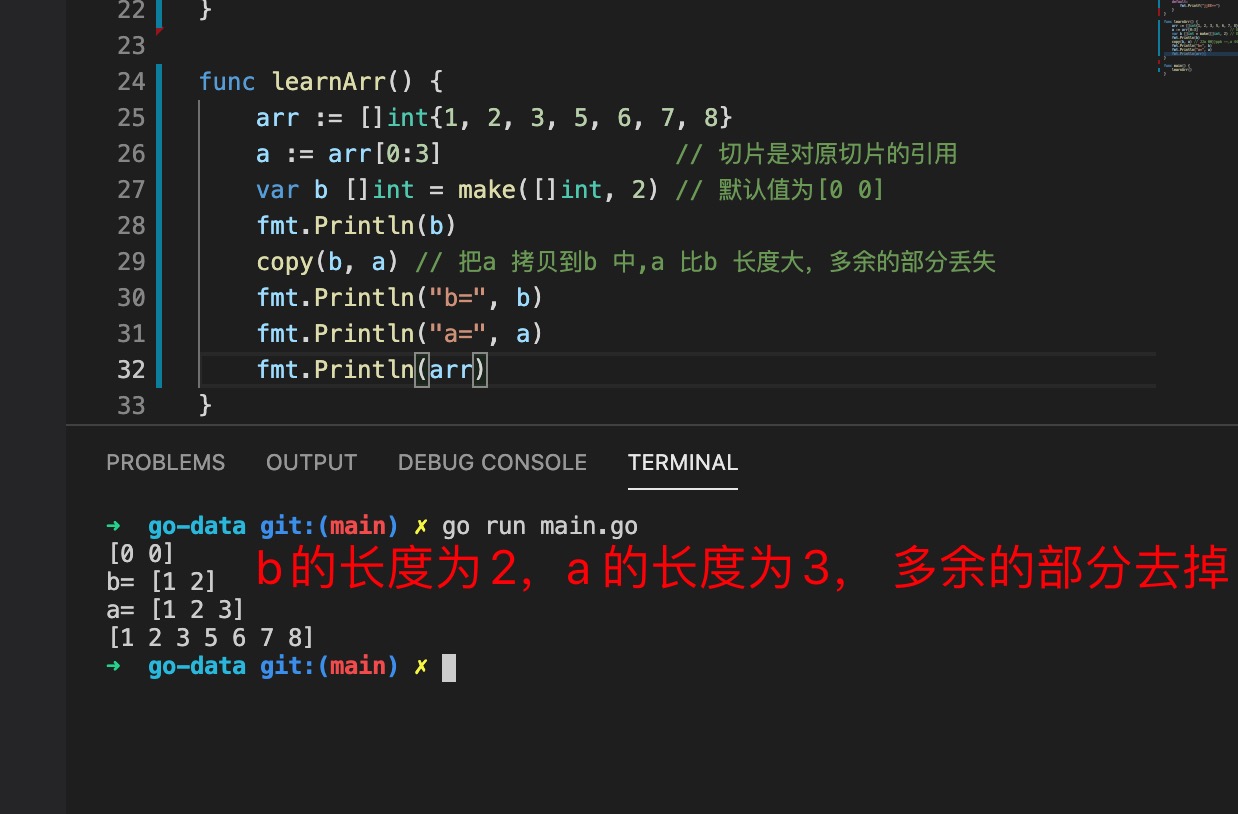 22 }
23
24 func learnArr() {
25 arr := []int{1, 2, 3, 5, 6, 7, 8}
26 a := arr[0:3] // 切片是对原切片的引用
27 var b []int = make([]int, 2) // 默认值为[0 0]
28 fmt.Println(b)
29 copy(b, a) // 把a 拷贝到b 中,a 比b 长度大，多余的部分丢失
30 fmt.Println("b=", b)
31 fmt.Println("a=", a)
32 fmt.Println(arr)
33 }
PROBLEMS OUTPUT DEBUG CONSOLE TERMINAL
➜ go-data git:(main) ✗ go run main.go
[0 0]
b的长度为2，a的长度为3， 多余的部分去掉
b= [1 2]
a= [1 2 3]
[1 2 3 5 6 7 8]
➜ go-data git:(main) ✗